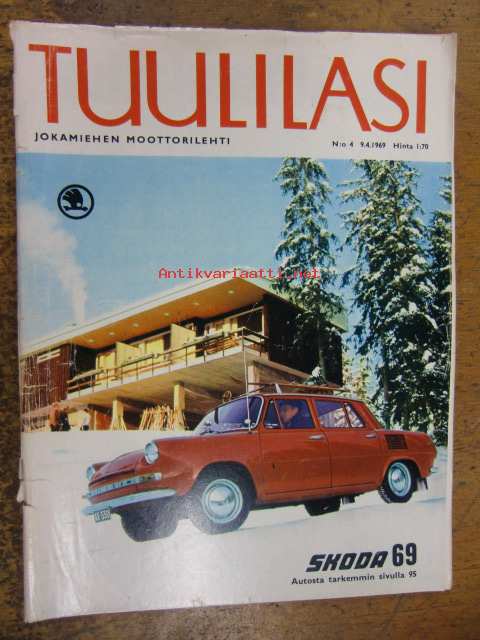 TUULILASI
JOKAMIEHEN MOOTTORILEHTI
N:o 4 9.4.1969 Hinta 1:70
Antikvariaatti.net
SKODA 69
Autosta tarkemmin sivulla 95